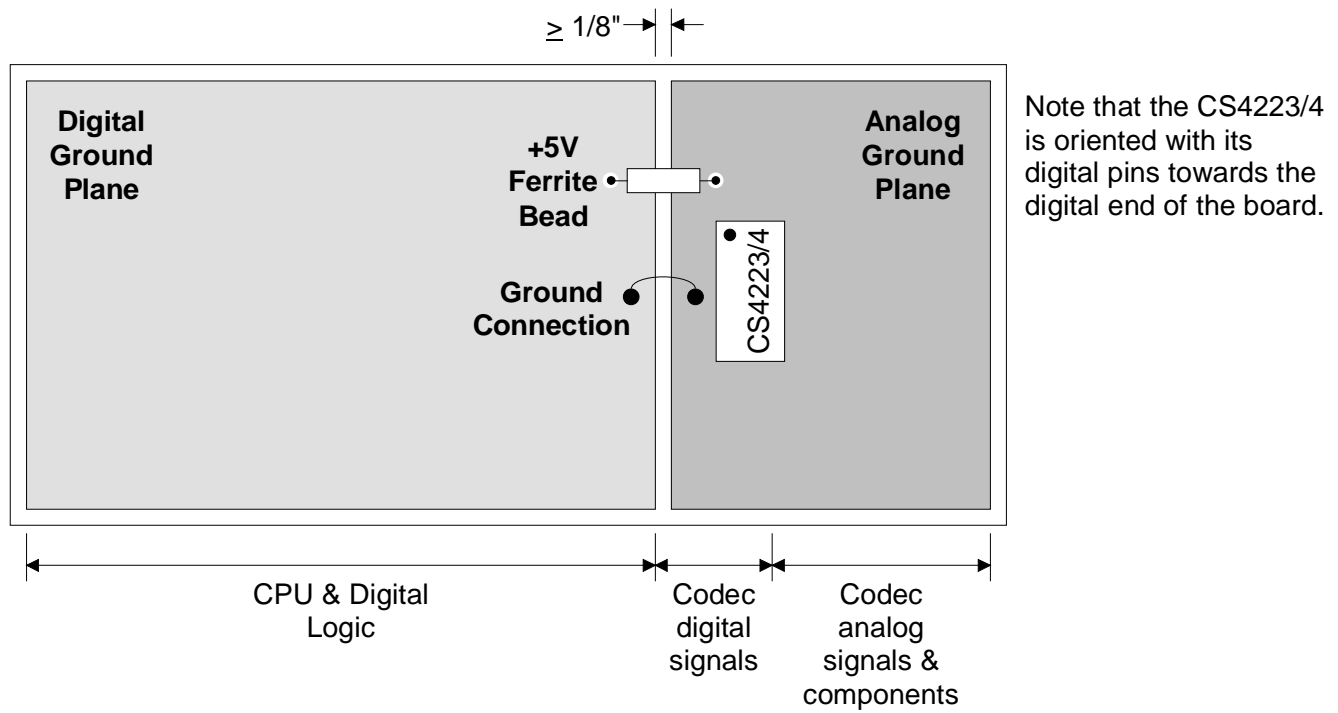 ≥ 1/8"
Digital
Ground
Plane
+5V
Ferrite
Bead
Ground
Connection
CS4223/4
Analog
Ground
Plane
Note that the CS4223/4
is oriented with its
digital pins towards the
digital end of the board.
CPU & Digital
Logic
Codec
digital
signals
Codec
analog
signals &
components